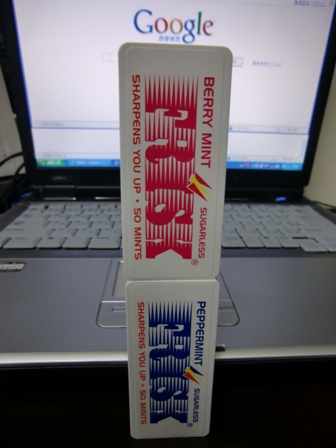 Google
BERRY MINT
FRISK
SUGARLESS
®
SHARPENS YOU UP • 50 MINTS
PEPPERMINT
FRISK
SUGARLESS
®
SHARPENS YOU UP • 50 MINTS